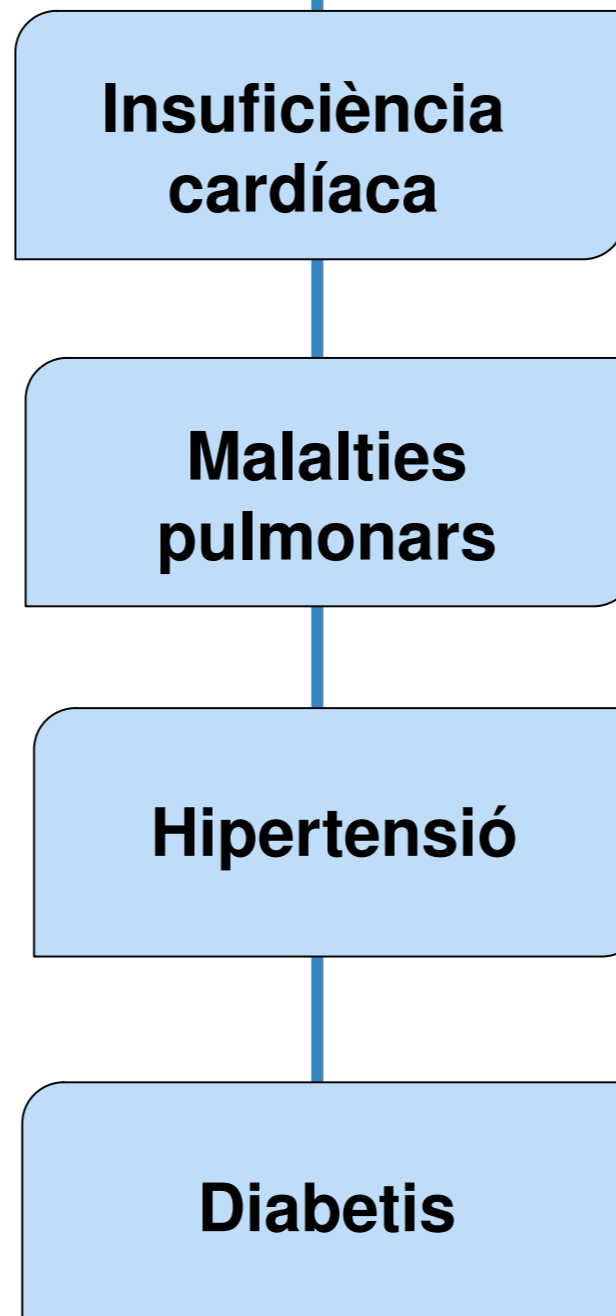 Insuficiència
cardíaca
Malalties
pulmonars
Hipertensió
Diabetis